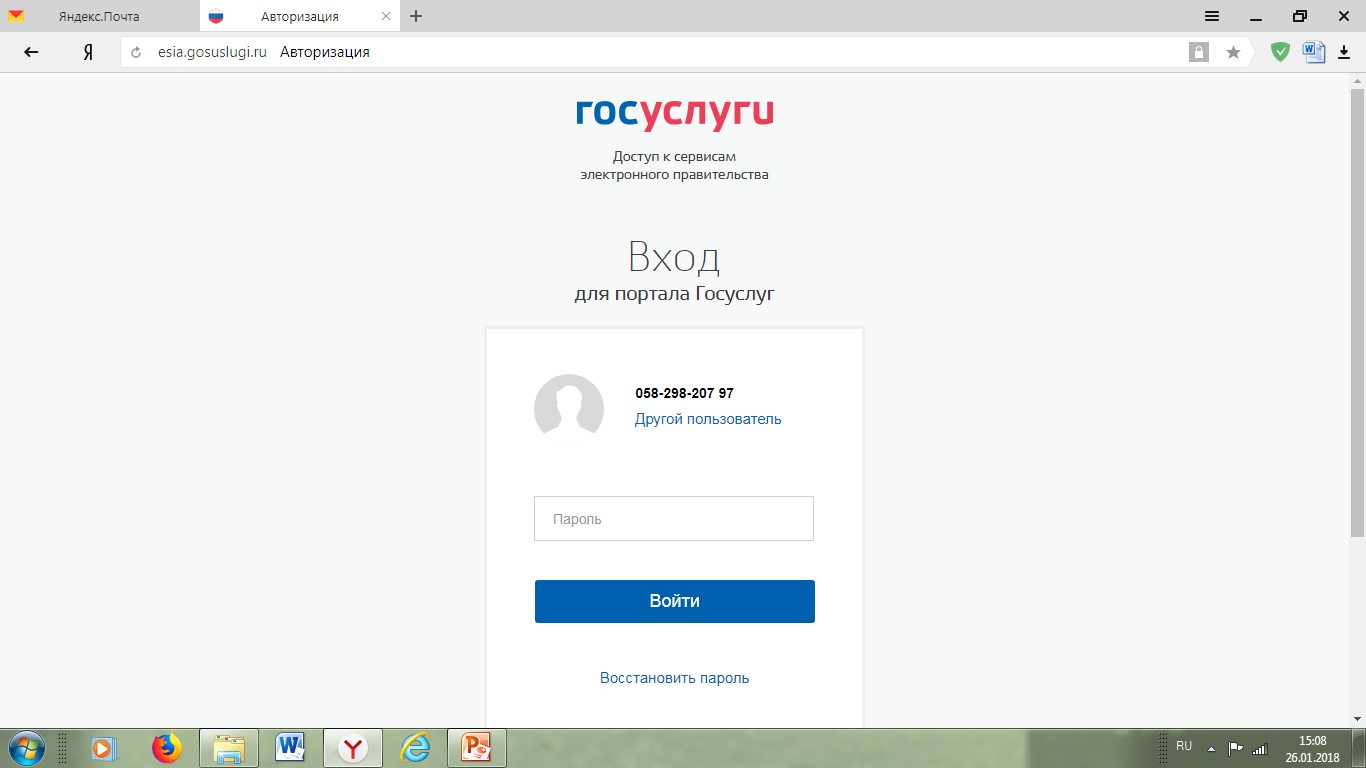 Яндекс.Почта
Авторизация
esia.gosuslugi.ru Авторизация
госуслуги
Доступ к сервисам
электронного правительства
Вход
для портала Госуслуг
058-298-207 97
Другой пользователь
Пароль
Войти
Восстановить пароль
RU
15:08
26.01.2018